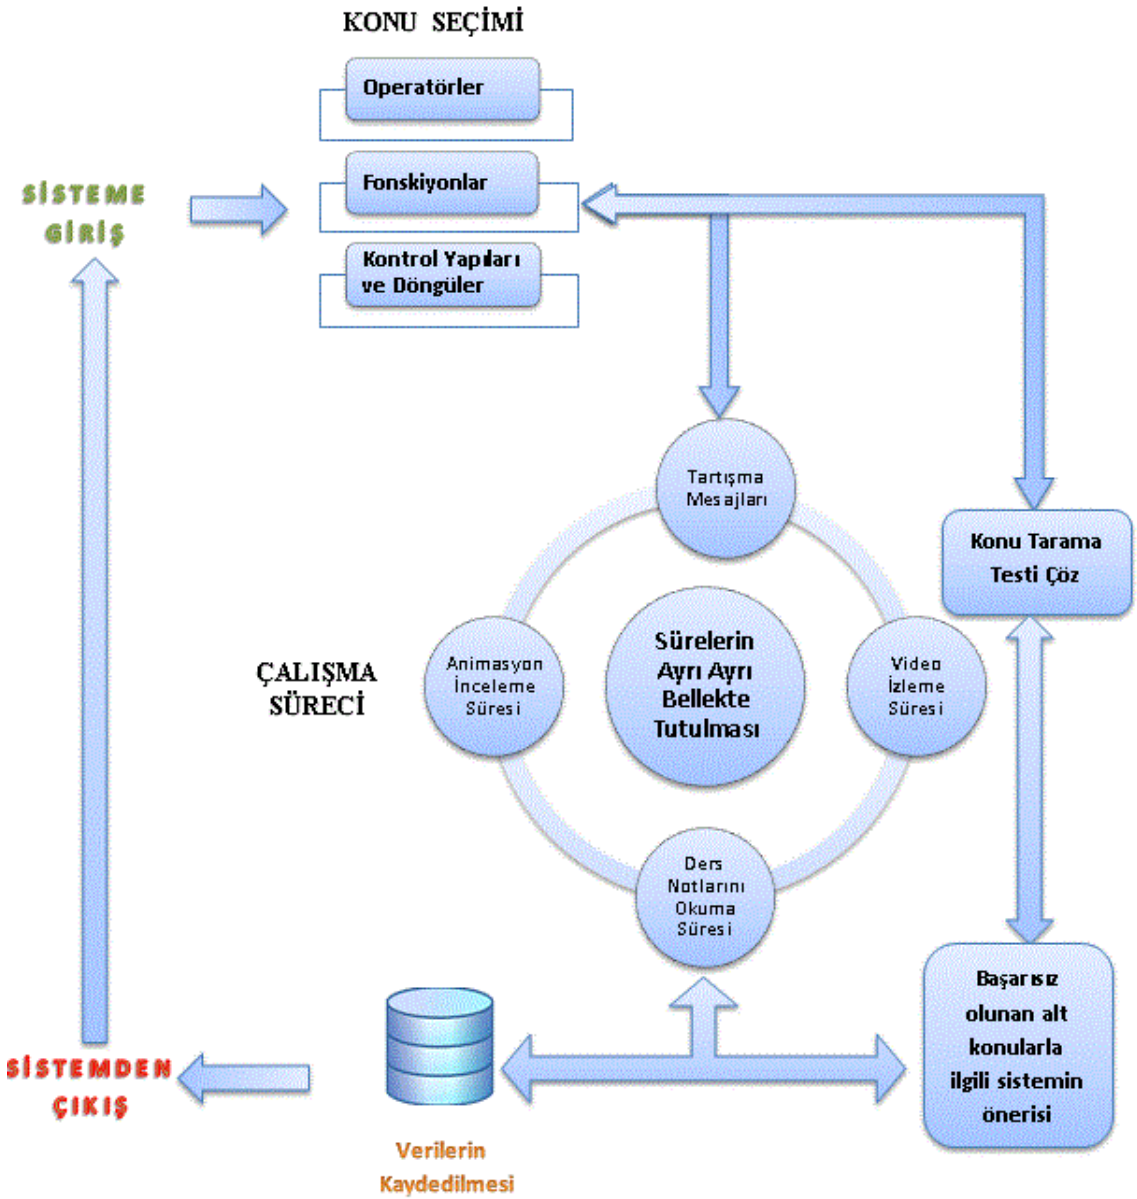 KONU SEÇİMİ
Operatörler
Fonskiyonlar
Kontrol Yapıları
ve Döngüler
SİSTEME
GİRİŞ
Tartışma
Mesajları
Konu Tarama
Testi Çöz
ÇALIŞMA
SÜRECİ
Animasyon
İnceleme
Süresi
Sürelerin
Ayrı Ayrı
Bellekte
Tutulması
Video
İzleme
Süresi
Ders
Notlarını
Okuma
Süresi
Başarısız
olunan alt
konularla
ilgili sistemin
önerisi
SİSTEMDEN
ÇIKIŞ
Verilerin
Kaydedilmesi